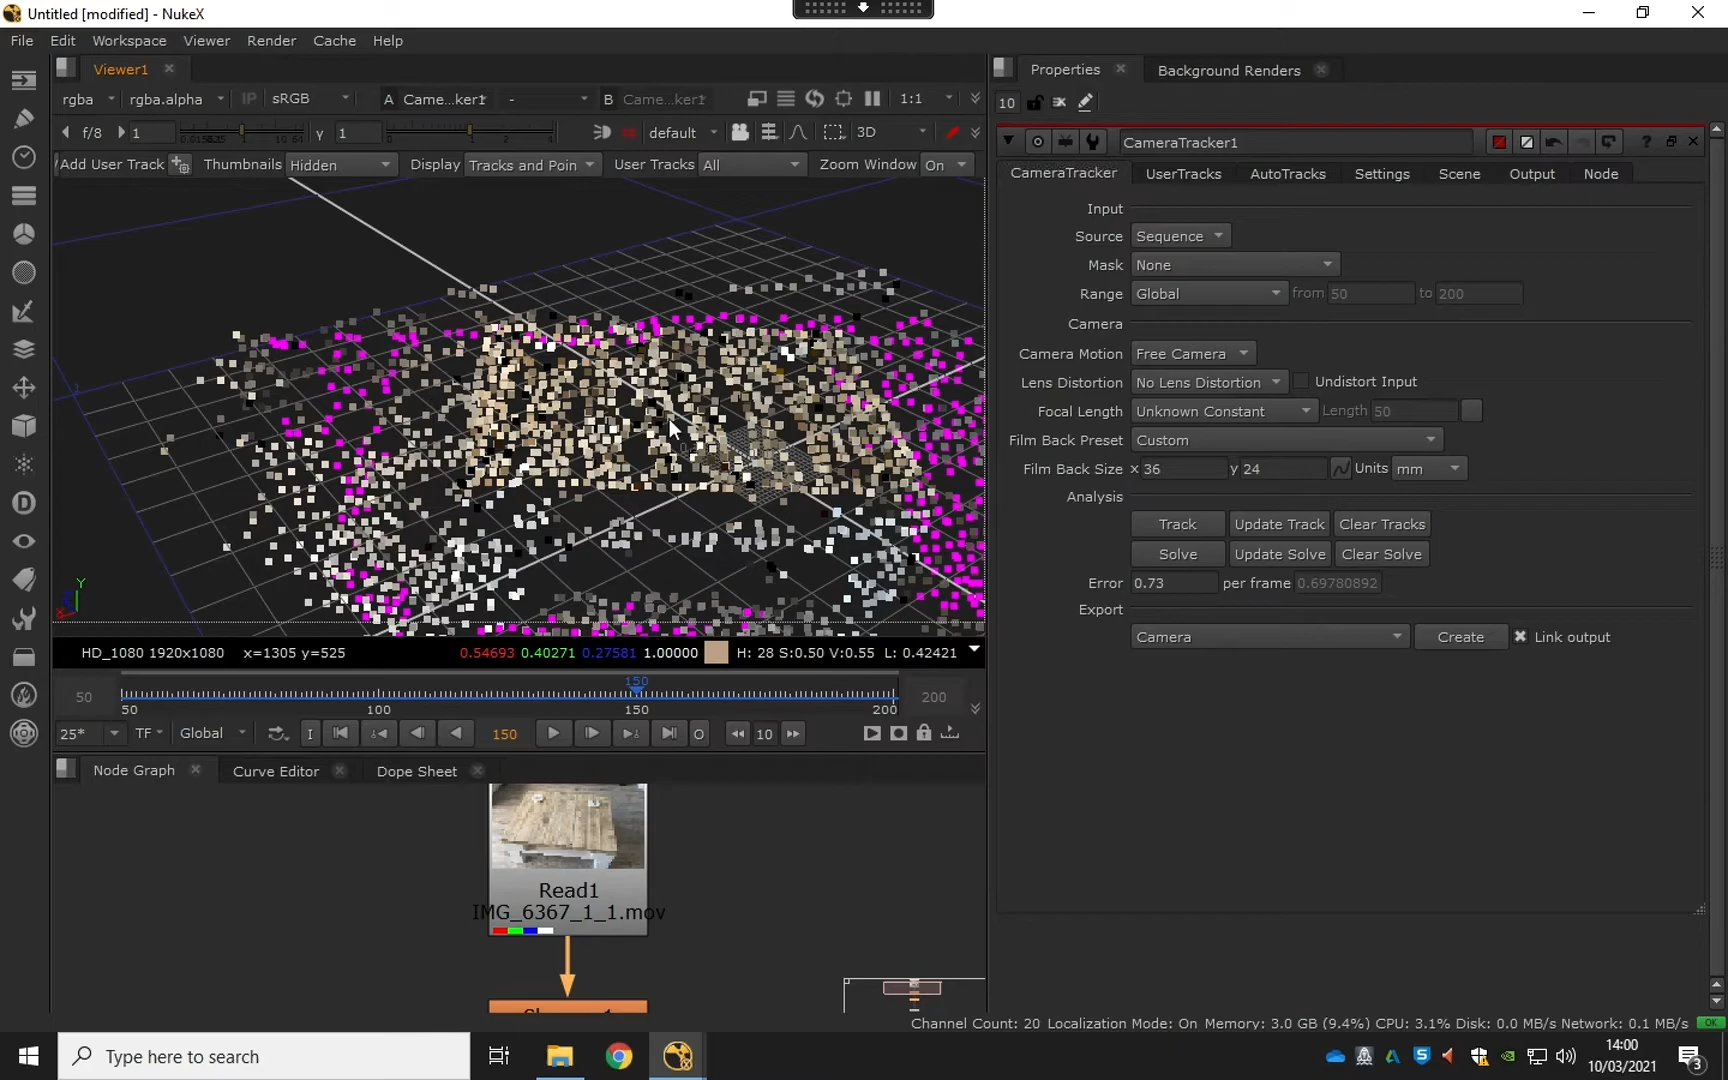 Untitled [modified] - NukeX
File Edit Workspace Viewer Render Cache Help
Viewer1
rgba rgba.alpha IP sRGB A Came...ker1 - B Came...ker1 1:1
f/8 1 γ 1 default 3D
Add User Track Thumbnails Hidden Display Tracks and Poin User Tracks All Zoom Window On
HD_1080 1920x1080 x=1305 y=525 0.54693 0.40271 0.27581 1.00000 H: 28 S:0.50 V:0.55 L: 0.42421
50 150 200
50 100 150 200
25* TF Global I 150 O 10
Node Graph Curve Editor Dope Sheet
Read1
IMG_6367_1_1.mov
Properties Background Renders
10
CameraTracker1
CameraTracker UserTracks AutoTracks Settings Scene Output Node
Input
Source Sequence
Mask None
Range Global from 50 to 200
Camera
Camera Motion Free Camera
Lens Distortion No Lens Distortion Undistort Input
Focal Length Unknown Constant Length 50
Film Back Preset Custom
Film Back Size x 36 y 24 Units mm
Analysis
Track Update Track Clear Tracks
Solve Update Solve Clear Solve
Error 0.73 per frame 0.69780892
Export
Camera Create Link output
Channel Count: 20 Localization Mode: On Memory: 3.0 GB (9.4%) CPU: 3.1% Disk: 0.0 MB/s Network: 0.1 MB/s OK
Type here to search
14:00
10/03/2021
3